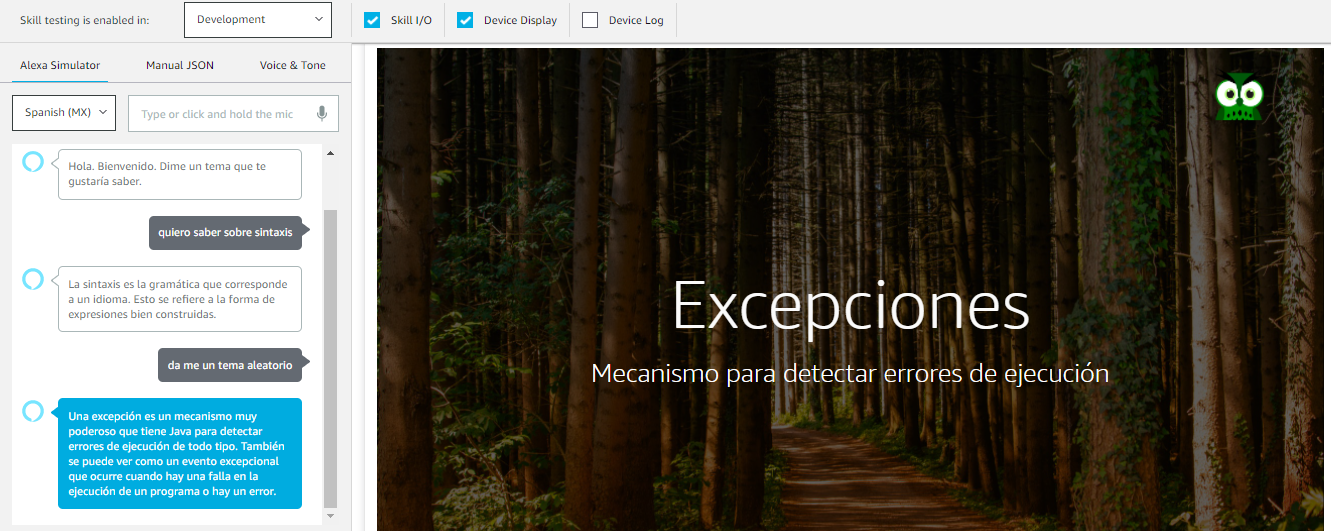 Skill testing is enabled in:
Development
Skill I/O
Device Display
Device Log
Alexa Simulator
Manual JSON
Voice & Tone
Spanish (MX)
Type or click and hold the mic
Hola. Bienvenido. Dime un tema que te
gustaría saber.
quiero saber sobre sintaxis
La sintaxis es la gramática que corresponde
a un idioma. Esto se refiere a la forma de
expresiones bien construidas.
da me un tema aleatorio
Una excepción es un mecanismo muy
poderoso que tiene Java para detectar
errores de ejecución de todo tipo. También
se puede ver como un evento excepcional
que ocurre cuando hay una falla en la
ejecución de un programa o hay un error.
Excepciones
Mecanismo para detectar errores de ejecución